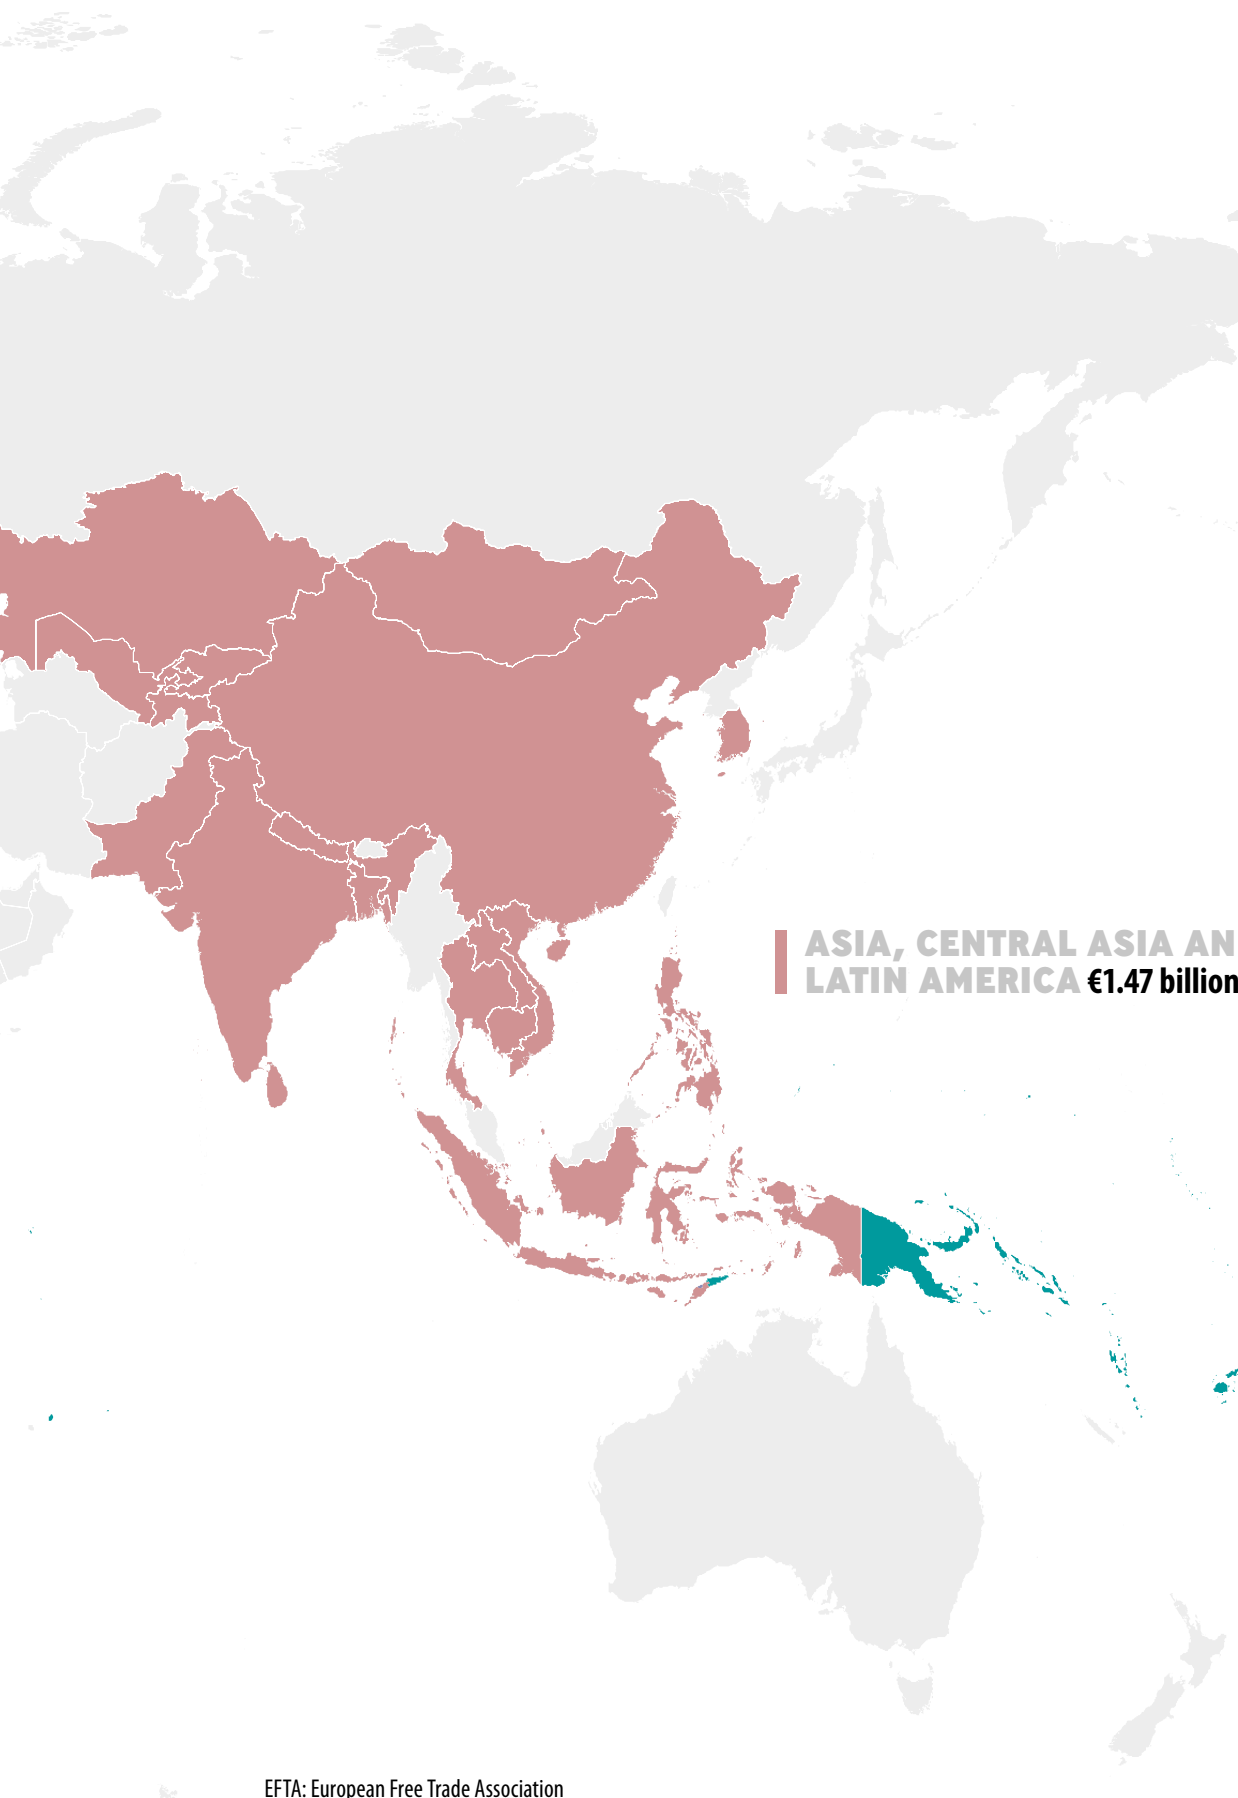 ASIA, CENTRAL ASIA AN
LATIN AMERICA €1.47 billion
EFTA: European Free Trade Association